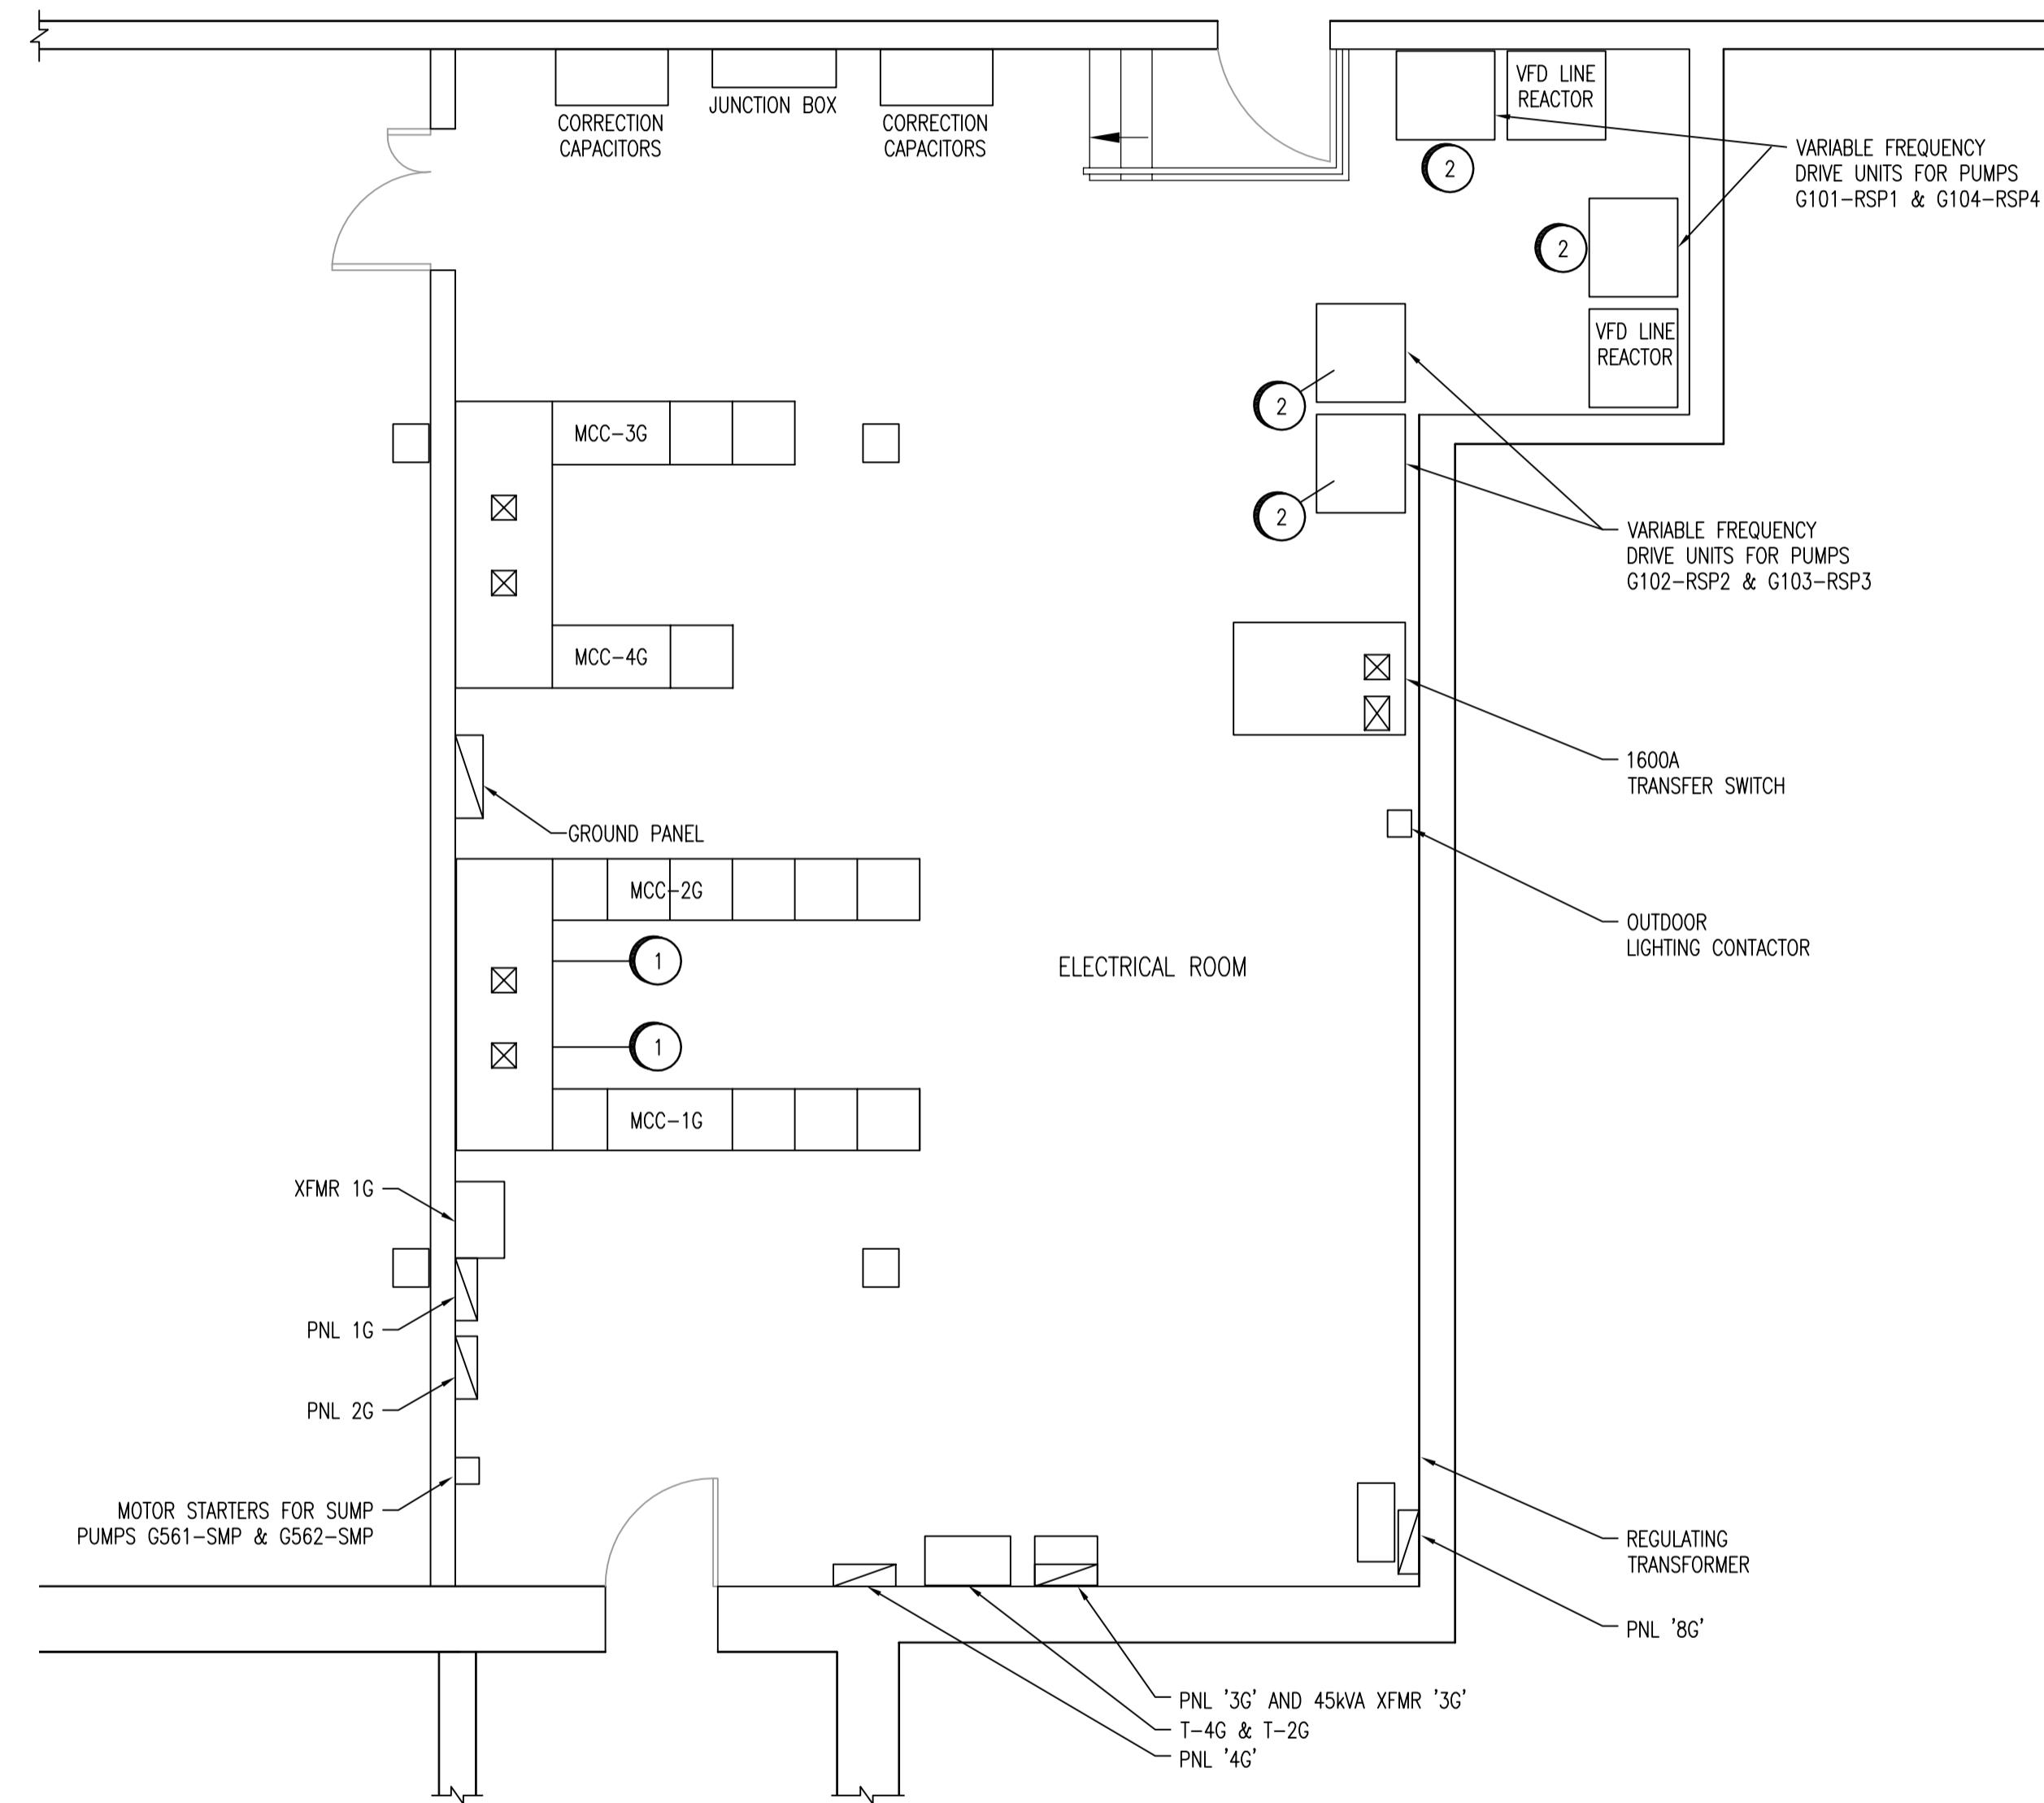 CORRECTION
CAPACITORS
JUNCTION BOX
CORRECTION
CAPACITORS
VFD LINE
REACTOR
VARIABLE FREQUENCY
DRIVE UNITS FOR PUMPS
G101-RSP1 & G104-RSP4
2
2
VFD LINE
REACTOR
2
MCC-3G
2
VARIABLE FREQUENCY
DRIVE UNITS FOR PUMPS
G102-RSP2 & G103-RSP3
MCC-4G
1600A
TRANSFER SWITCH
GROUND PANEL
MCC-2G
OUTDOOR
LIGHTING CONTACTOR
1
ELECTRICAL ROOM
1
MCC-1G
XFMR 1G
PNL 1G
PNL 2G
MOTOR STARTERS FOR SUMP
PUMPS G561-SMP & G562-SMP
REGULATING
TRANSFORMER
PNL '8G'
PNL '3G' AND 45kVA XFMR '3G'
T-4G & T-2G
PNL '4G'